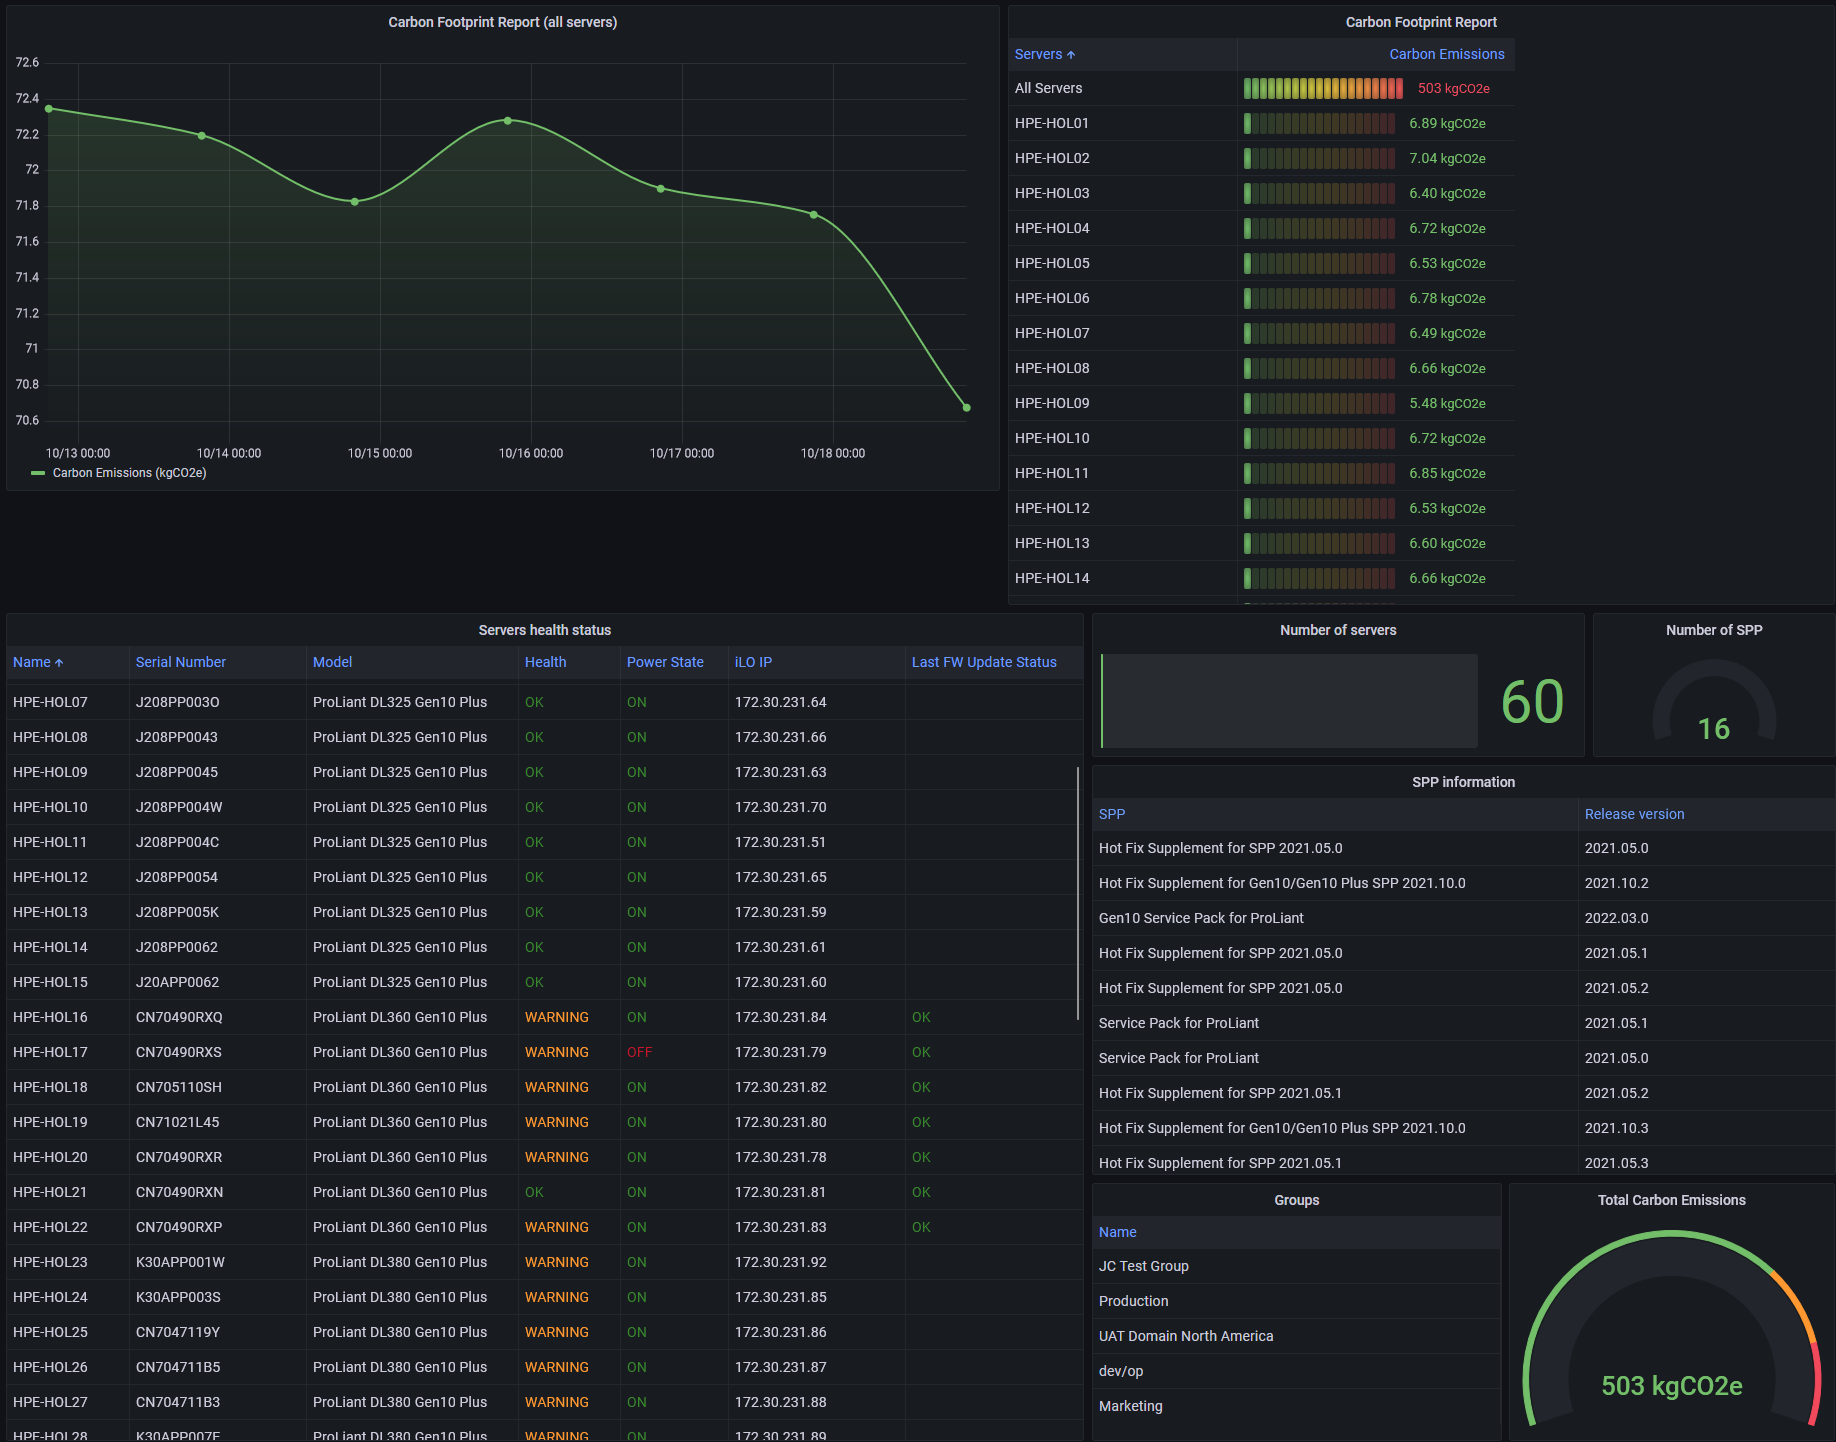 Carbon Footprint Report (all servers)
72.6
72.4
72.2
72
71.8
71.6
71.4
71.2
71
70.8
70.6
10/13 00:00 10/14 00:00 10/15 00:00 10/16 00:00 10/17 00:00 10/18 00:00
Carbon Emissions (kgCO2e)
Carbon Footprint Report
Servers Carbon Emissions
All Servers 503 kgCO2e
HPE-HOL01 6.89 kgCO2e
HPE-HOL02 7.04 kgCO2e
HPE-HOL03 6.40 kgCO2e
HPE-HOL04 6.72 kgCO2e
HPE-HOL05 6.53 kgCO2e
HPE-HOL06 6.78 kgCO2e
HPE-HOL07 6.49 kgCO2e
HPE-HOL08 6.66 kgCO2e
HPE-HOL09 5.48 kgCO2e
HPE-HOL10 6.72 kgCO2e
HPE-HOL11 6.85 kgCO2e
HPE-HOL12 6.53 kgCO2e
HPE-HOL13 6.60 kgCO2e
HPE-HOL14 6.66 kgCO2e
Servers health status
Name Serial Number Model Health Power State iLO IP Last FW Update Status
HPE-HOL07 J208PP003O ProLiant DL325 Gen10 Plus OK ON 172.30.231.64
HPE-HOL08 J208PP0043 ProLiant DL325 Gen10 Plus OK ON 172.30.231.66
HPE-HOL09 J208PP0045 ProLiant DL325 Gen10 Plus OK ON 172.30.231.63
HPE-HOL10 J208PP004W ProLiant DL325 Gen10 Plus OK ON 172.30.231.70
HPE-HOL11 J208PP004C ProLiant DL325 Gen10 Plus OK ON 172.30.231.51
HPE-HOL12 J208PP0054 ProLiant DL325 Gen10 Plus OK ON 172.30.231.65
HPE-HOL13 J208PP005K ProLiant DL325 Gen10 Plus OK ON 172.30.231.59
HPE-HOL14 J208PP0062 ProLiant DL325 Gen10 Plus OK ON 172.30.231.61
HPE-HOL15 J20APP0062 ProLiant DL325 Gen10 Plus OK ON 172.30.231.60
HPE-HOL16 CN70490RXQ ProLiant DL360 Gen10 Plus WARNING ON 172.30.231.84 OK
HPE-HOL17 CN70490RXS ProLiant DL360 Gen10 Plus WARNING OFF 172.30.231.79 OK
HPE-HOL18 CN705110SH ProLiant DL360 Gen10 Plus WARNING ON 172.30.231.82 OK
HPE-HOL19 CN71021L45 ProLiant DL360 Gen10 Plus WARNING ON 172.30.231.80 OK
HPE-HOL20 CN70490RXR ProLiant DL360 Gen10 Plus WARNING ON 172.30.231.78 OK
HPE-HOL21 CN70490RXN ProLiant DL360 Gen10 Plus OK ON 172.30.231.81 OK
HPE-HOL22 CN70490RXP ProLiant DL360 Gen10 Plus WARNING ON 172.30.231.83 OK
HPE-HOL23 K30APP001W ProLiant DL380 Gen10 Plus WARNING ON 172.30.231.92
HPE-HOL24 K30APP003S ProLiant DL380 Gen10 Plus WARNING ON 172.30.231.85
HPE-HOL25 CN7047119Y ProLiant DL380 Gen10 Plus WARNING ON 172.30.231.86
HPE-HOL26 CN704711B5 ProLiant DL380 Gen10 Plus WARNING ON 172.30.231.87
HPE-HOL27 CN704711B3 ProLiant DL380 Gen10 Plus WARNING ON 172.30.231.88
HPE-HOL28 ProLiant DL380 Gen10 Plus WARNING ON 172.30.231.89
Number of servers
60
Number of SPP
16
SPP information
SPP Release version
Hot Fix Supplement for SPP 2021.05.0 2021.05.0
Hot Fix Supplement for Gen10/Gen10 Plus SPP 2021.10.0 2021.10.2
Gen10 Service Pack for ProLiant 2022.03.0
Hot Fix Supplement for SPP 2021.05.0 2021.05.1
Hot Fix Supplement for SPP 2021.05.0 2021.05.2
Service Pack for ProLiant 2021.05.1
Service Pack for ProLiant 2021.05.0
Hot Fix Supplement for SPP 2021.05.1 2021.05.2
Hot Fix Supplement for Gen10/Gen10 Plus SPP 2021.10.0 2021.10.3
Hot Fix Supplement for SPP 2021.05.1 2021.05.3
Groups
Name
JC Test Group
Production
UAT Domain North America
dev/op
Marketing
Total Carbon Emissions
503 kgCO2e